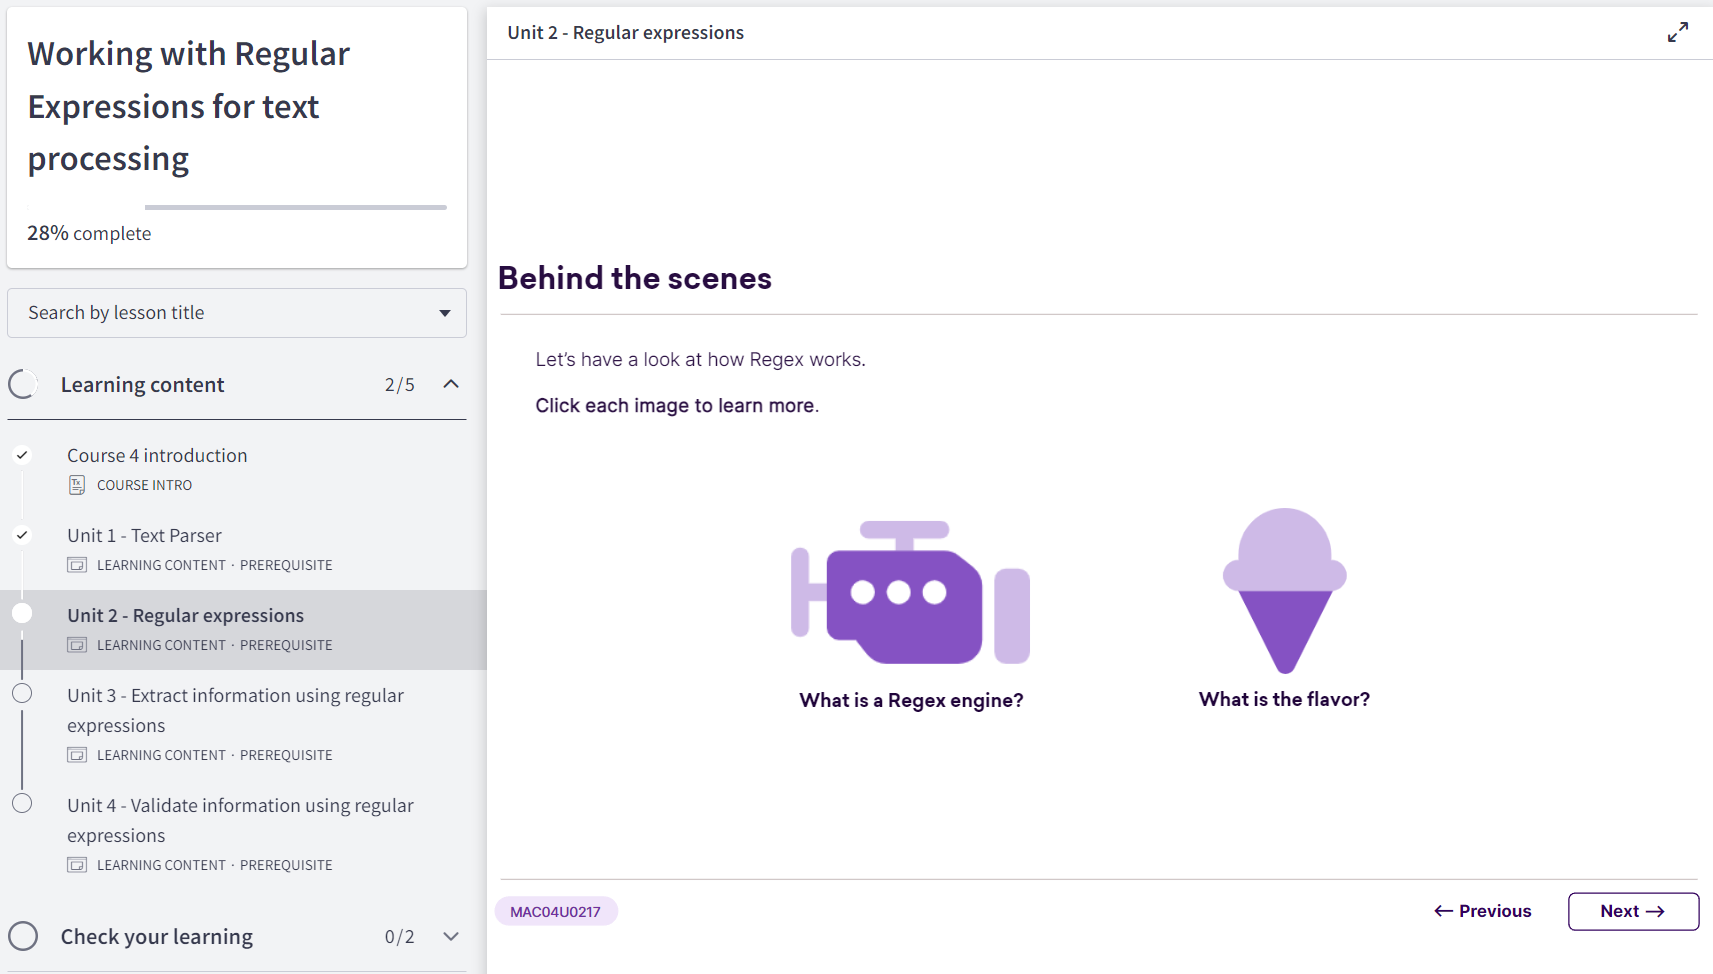 Working with Regular
Expressions for text
processing
28% complete
Search by lesson title
Learning content 2/5
Course 4 introduction
Tx
COURSE INTRO
Unit 1 - Text Parser
LEARNING CONTENT · PREREQUISITE
Unit 2 - Regular expressions
LEARNING CONTENT · PREREQUISITE
Unit 3 - Extract information using regular
expressions
LEARNING CONTENT · PREREQUISITE
Unit 4 - Validate information using regular
expressions
LEARNING CONTENT · PREREQUISITE
Check your learning 0/2
Unit 2 - Regular expressions
Behind the scenes
Let’s have a look at how Regex works.
Click each image to learn more.
What is a Regex engine?
What is the flavor?
MAC04U0217
← Previous
Next →